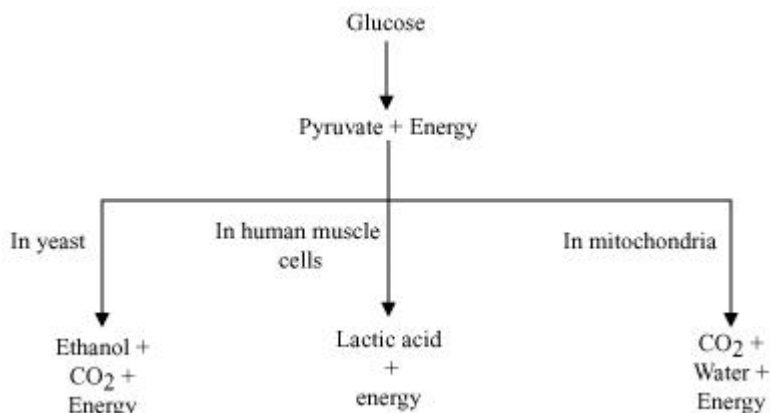 Glucose
Pyruvate + Energy
In yeast
In human muscle
cells
In mitochondria
Ethanol +
CO2 +
Energy
Lactic acid
+
energy
CO2 +
Water +
Energy